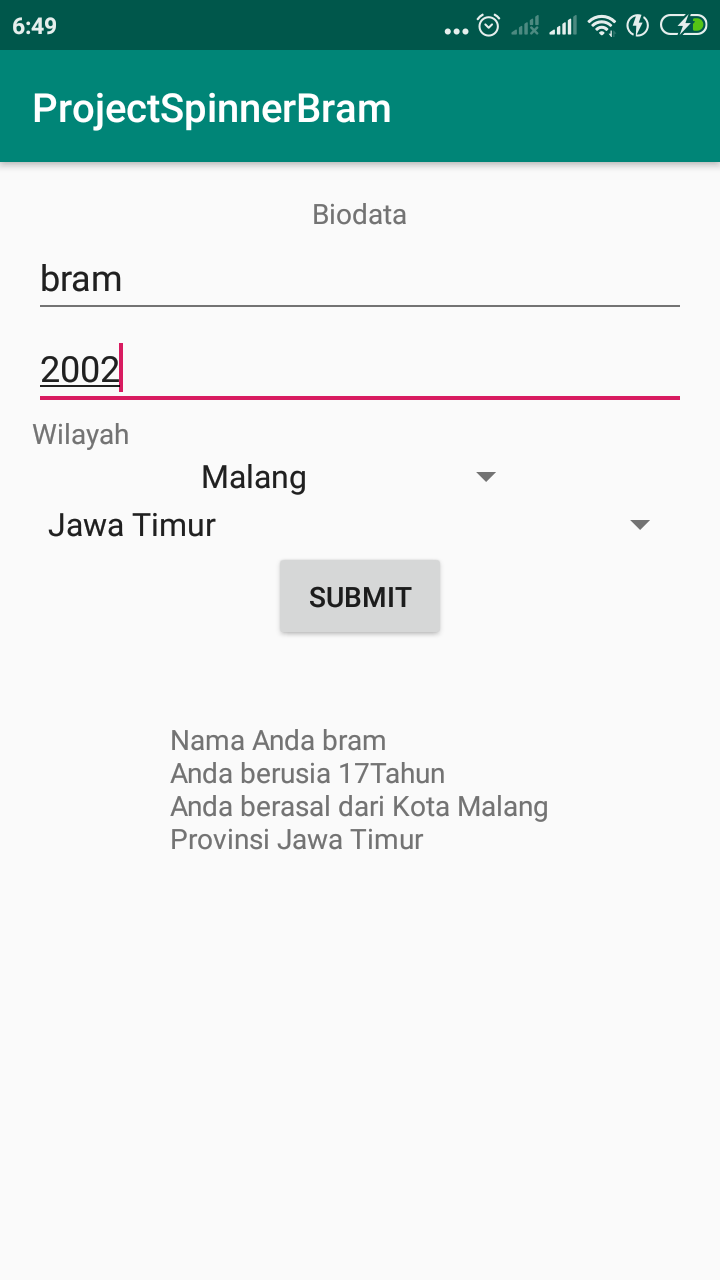 6:49
ProjectSpinnerBram
Biodata
bram
2002
Wilayah
Malang
Jawa Timur
SUBMIT
Nama Anda bram
Anda berusia 17Tahun
Anda berasal dari Kota Malang
Provinsi Jawa Timur